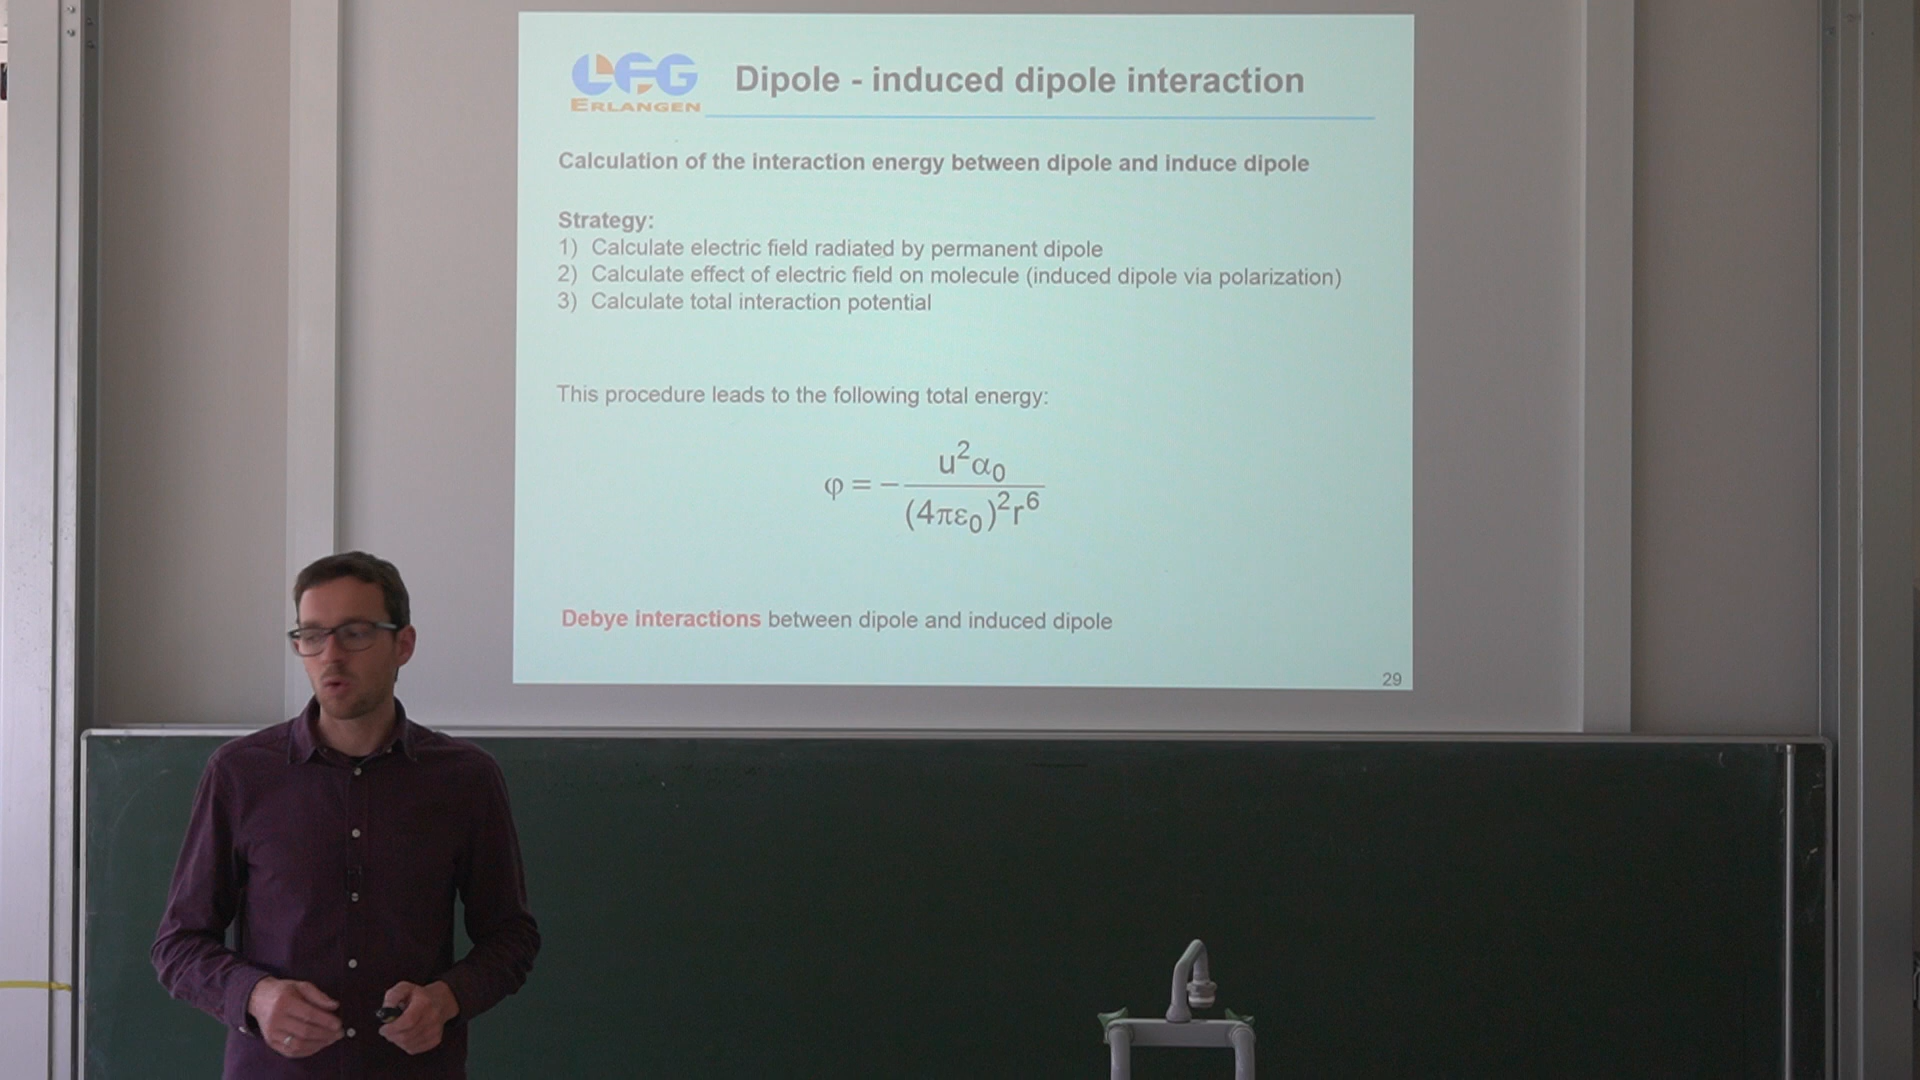 LFG
ERLANGEN
Dipole - induced dipole interaction
Calculation of the interaction energy between dipole and induce dipole
Strategy:
1) Calculate electric field radiated by permanent dipole
2) Calculate effect of electric field on molecule (induced dipole via polarization)
3) Calculate total interaction potential
This procedure leads to the following total energy:
φ = − u²α₀ / (4πε₀)²r⁶
Debye interactions between dipole and induced dipole
29